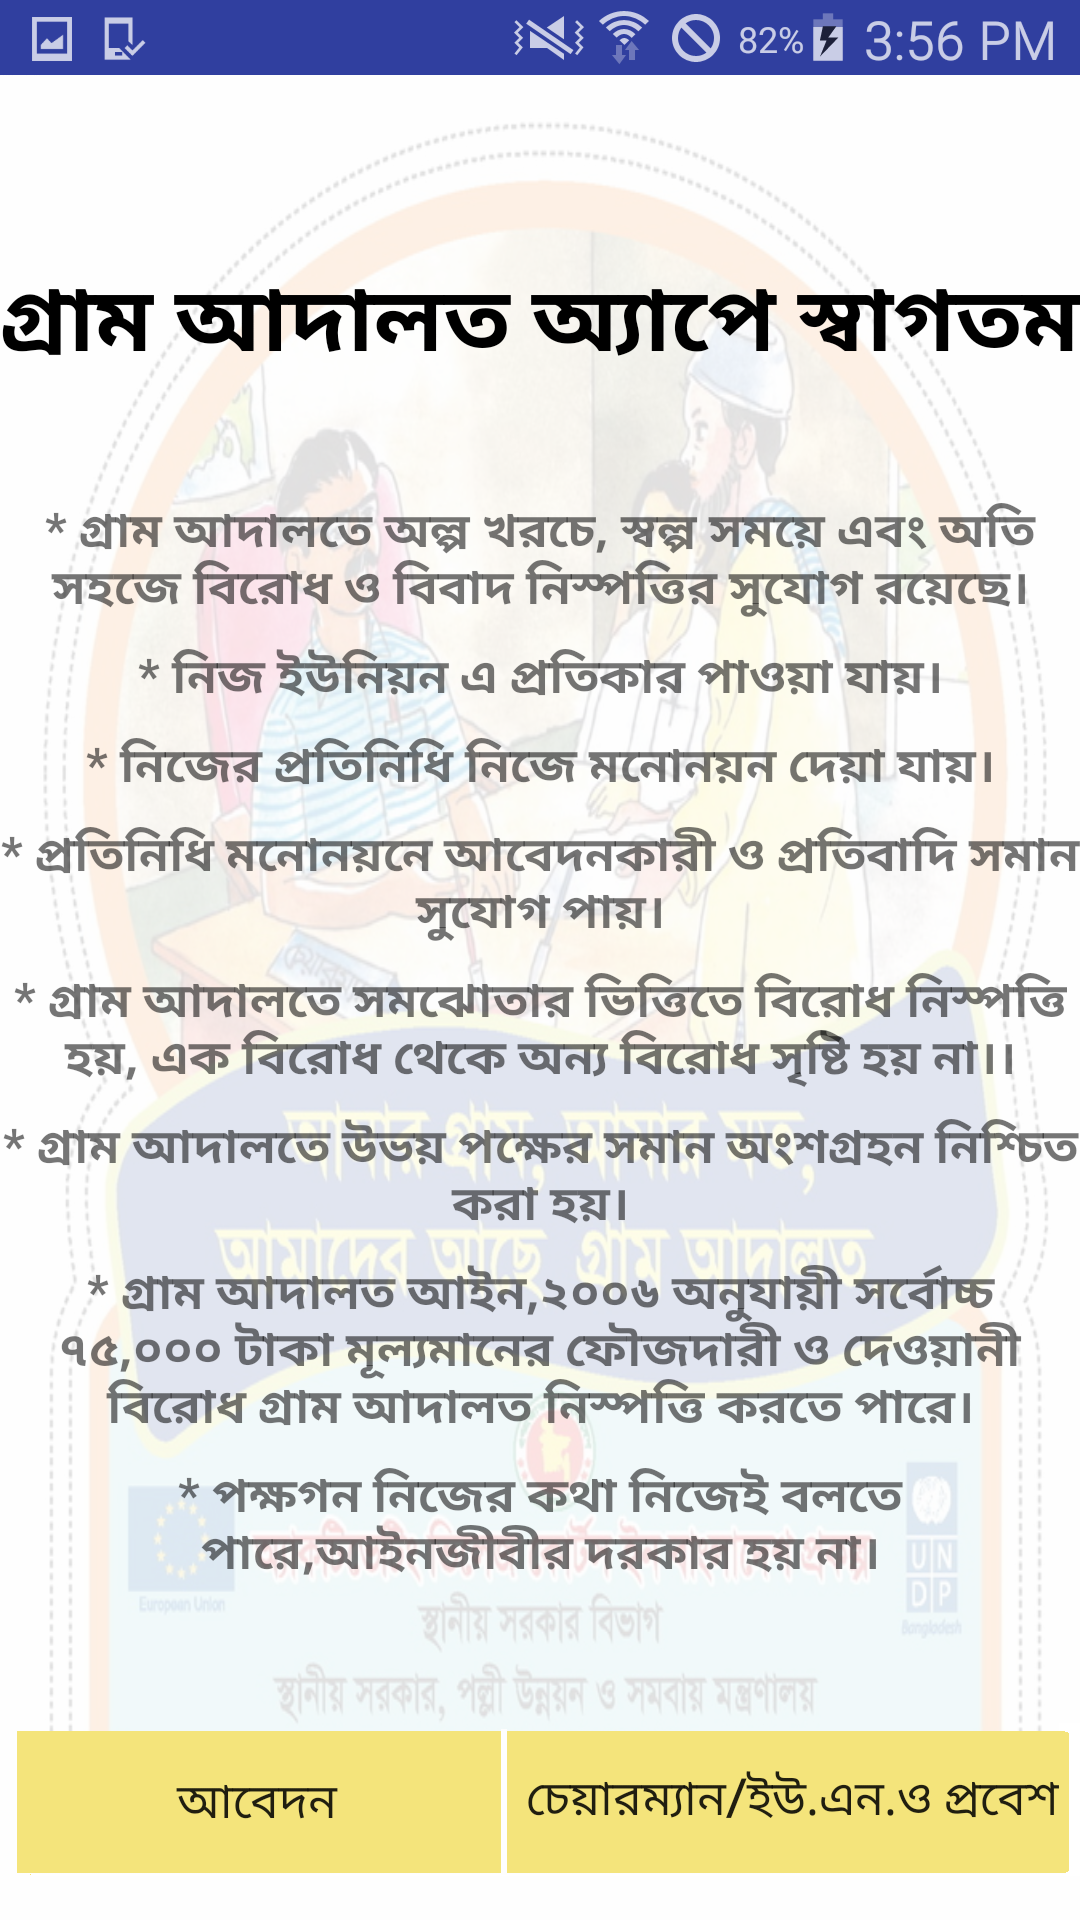 82% 3:56 PM
গ্রাম আদালত অ্যাপে স্বাগতম
* গ্রাম আদালতে অল্প খরচে, স্বল্প সময়ে এবং অতি
সহজে বিরোধ ও বিবাদ নিস্পত্তির সুযোগ রয়েছে।
* নিজ ইউনিয়ন এ প্রতিকার পাওয়া যায়।
* নিজের প্রতিনিধি নিজে মনোনয়ন দেয়া যায়।
* প্রতিনিধি মনোনয়নে আবেদনকারী ও প্রতিবাদি সমান
সুযোগ পায়।
* গ্রাম আদালতে সমঝোতার ভিত্তিতে বিরোধ নিস্পত্তি
হয়, এক বিরোধ থেকে অন্য বিরোধ সৃষ্টি হয় না।।
আমার গ্রাম, আমার মত,
* গ্রাম আদালতে উভয় পক্ষের সমান অংশগ্রহন নিশ্চিত
করা হয়।
আমাদের আছে গ্রাম আদালত
* গ্রাম আদালত আইন,২০০৬ অনুযায়ী সর্বোচ্চ
৭৫,০০০ টাকা মূল্যমানের ফৌজদারী ও দেওয়ানী
বিরোধ গ্রাম আদালত নিস্পত্তি করতে পারে।
* পক্ষগন নিজের কথা নিজেই বলতে
পারে,আইনজীবীর দরকার হয় না।
European Union
UN
DP
Bangladesh
স্থানীয় সরকার বিভাগ
স্থানীয় সরকার, পল্লী উন্নয়ন ও সমবায় মন্ত্রণালয়
আবেদন
চেয়ারম্যান/ইউ.এন.ও প্রবেশ